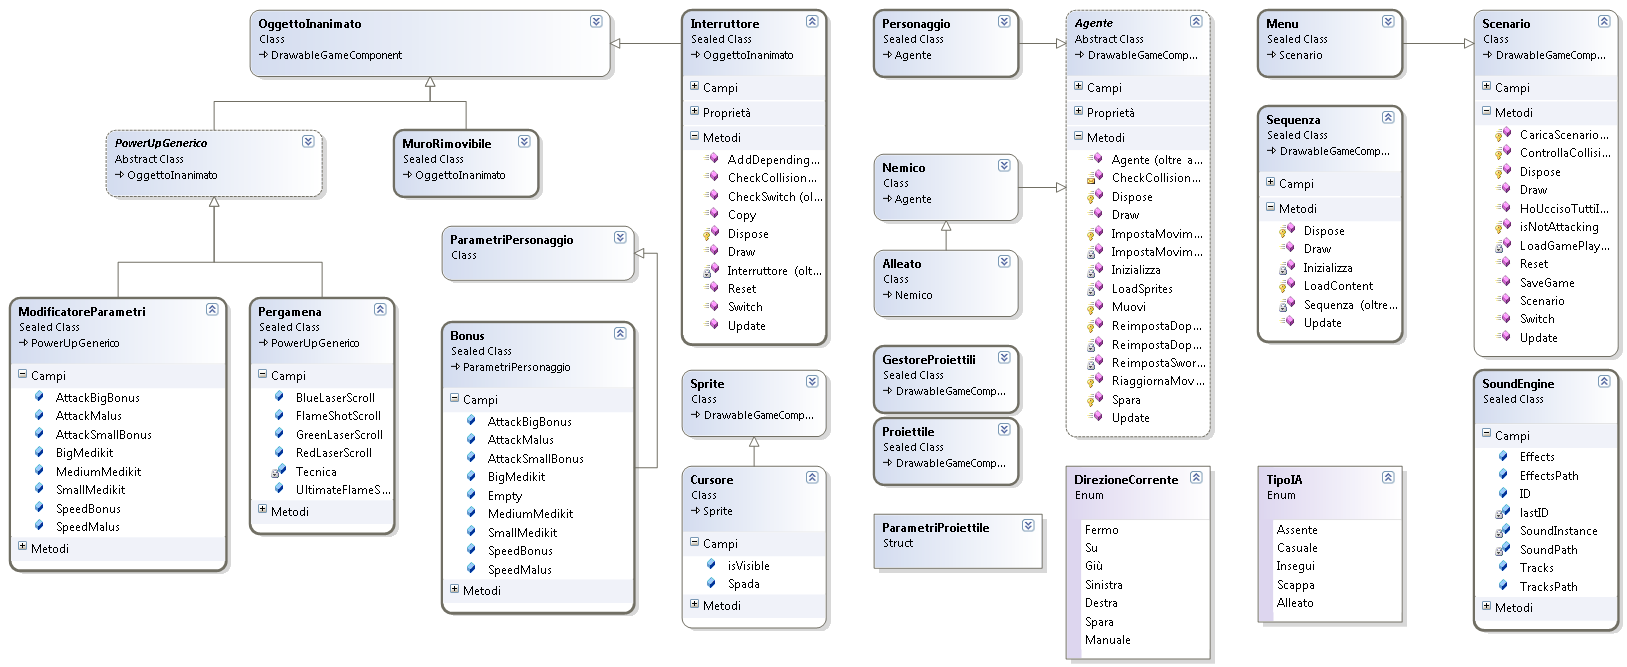 OggettoInanimato
Class
DrawableGameComponent
PowerUpGenerico
Abstract Class
OggettoInanimato
MuroRimovibile
Sealed Class
OggettoInanimato
ModificatoreParametri
Sealed Class
PowerUpGenerico
Campi
AttackBigBonus
AttackMalus
AttackSmallBonus
BigMedikit
MediumMedikit
SmallMedikit
SpeedBonus
SpeedMalus
Metodi
Pergamena
Sealed Class
PowerUpGenerico
Campi
BlueLaserScroll
FlameShotScroll
GreenLaserScroll
RedLaserScroll
Tecnica
UltimateFlameS...
Metodi
ParametriPersonaggio
Class
Bonus
Sealed Class
ParametriPersonaggio
Campi
AttackBigBonus
AttackMalus
AttackSmallBonus
BigMedikit
Empty
MediumMedikit
SmallMedikit
SpeedBonus
SpeedMalus
Metodi
Interruttore
Sealed Class
OggettoInanimato
Campi
Proprietà
Metodi
AddDepending...
CheckCollision...
CheckSwitch (ol...
Copy
Dispose
Draw
Interruttore (olt...
Reset
Switch
Update
Sprite
Class
DrawableGameComp...
Cursore
Class
Sprite
Campi
isVisible
Spada
Metodi
Personaggio
Sealed Class
Agente
Nemico
Class
Agente
Alleato
Class
Nemico
GestoreProiettili
Sealed Class
DrawableGameComp...
Proiettile
Sealed Class
DrawableGameComp...
ParametriProiettile
Struct
Agente
Abstract Class
DrawableGameComp...
Campi
Proprietà
Metodi
Agente (oltre a...
CheckCollision...
Dispose
Draw
ImpostaMovim...
ImpostaMovim...
Inizializza
LoadSprites
Muovi
ReimpostaDop...
ReimpostaDop...
ReimpostaSwor...
RiaggiornaMov...
Spara
Update
DirezioneCorrente
Enum
Fermo
Su
Giù
Sinistra
Destra
Spara
Manuale
Menu
Sealed Class
Scenario
Sequenza
Sealed Class
DrawableGameComp...
Campi
Metodi
Dispose
Draw
Inizializza
LoadContent
Sequenza (oltre...
Update
TipoIA
Enum
Assente
Casuale
Insegui
Scappa
Alleato
Scenario
Class
DrawableGameComp...
Campi
Metodi
CaricaScenario...
ControllaCollisi...
Dispose
Draw
HoUccisoTuttiI...
isNotAttacking
LoadGamePlay...
Reset
SaveGame
Scenario
Switch
Update
SoundEngine
Sealed Class
Campi
Effects
EffectsPath
ID
lastID
SoundInstance
SoundPath
Tracks
TracksPath
Metodi